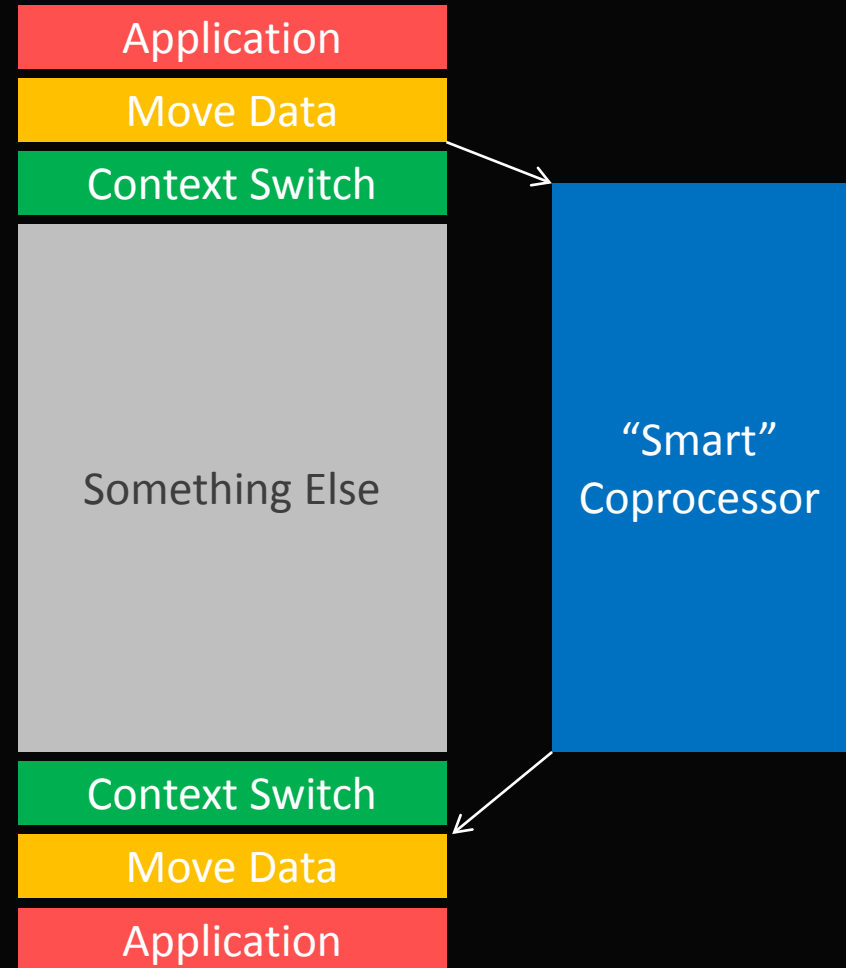 Application
Move Data
Context Switch
Something Else
“Smart”
Coprocessor
Context Switch
Move Data
Application